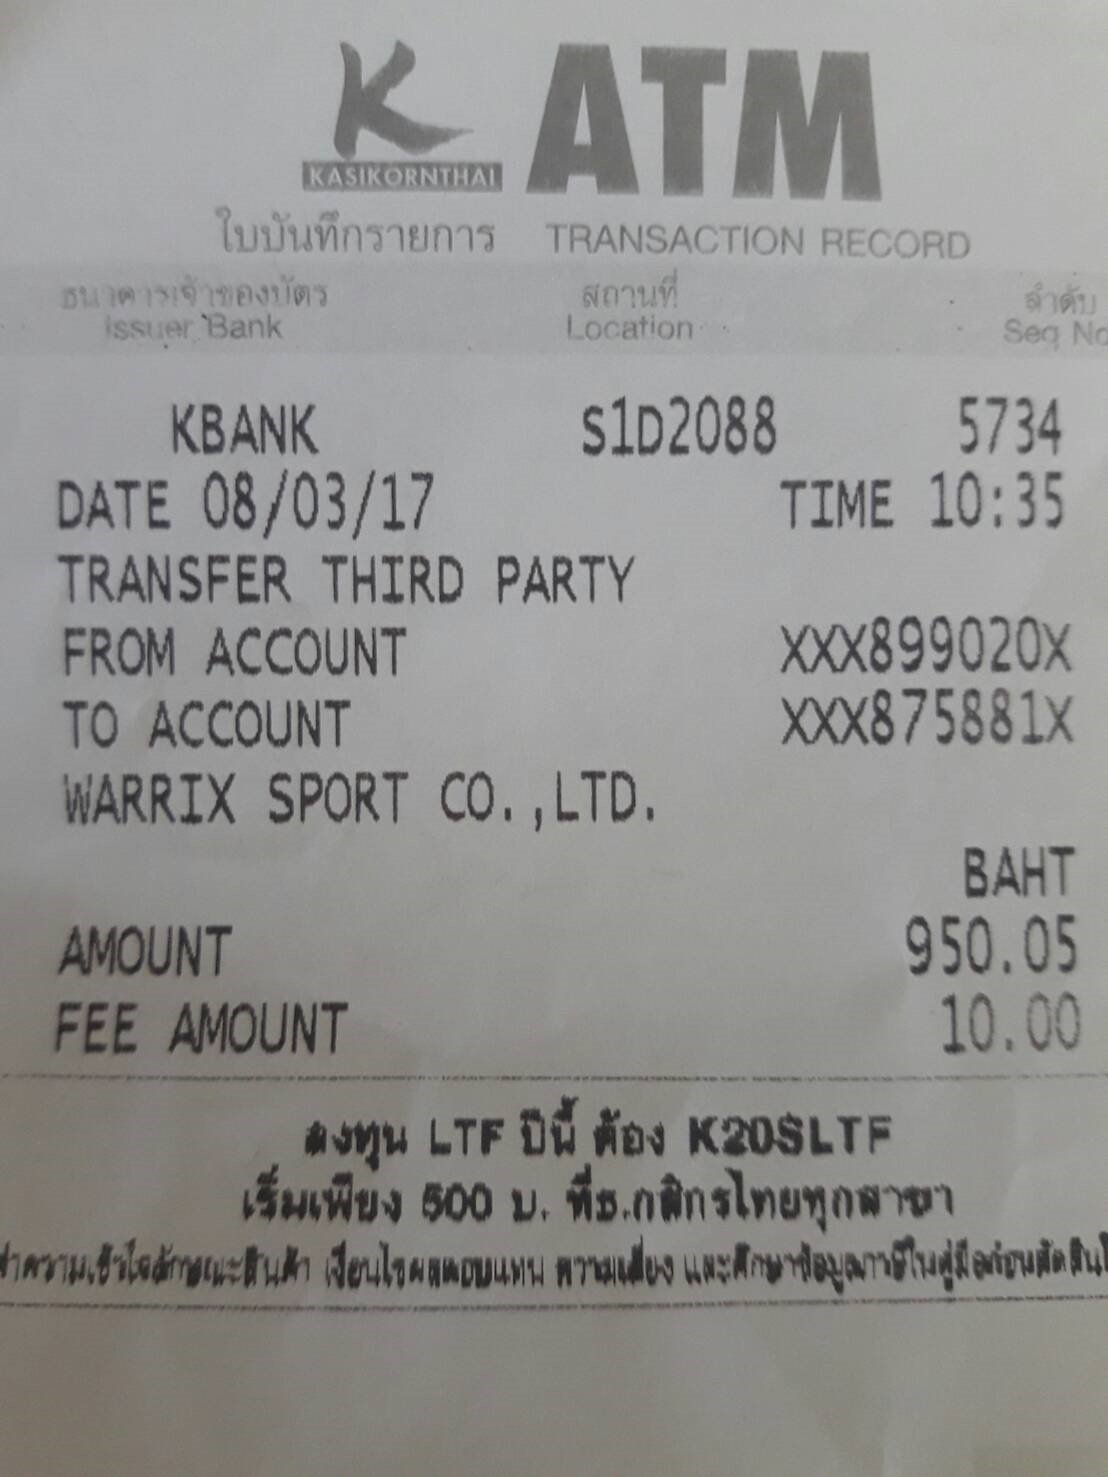 K ATM
KASIKORNTHAI
ใบบันทึกรายการ TRANSACTION RECORD
ธนาคารเจ้าของบัตร สถานที่ ลำดับ
Issuer Bank Location Seq No
KBANK S1D2088 5734
DATE 08/03/17 TIME 10:35
TRANSFER THIRD PARTY
FROM ACCOUNT XXX899020X
TO ACCOUNT XXX875881X
WARRIX SPORT CO.,LTD.
BAHT
AMOUNT 950.05
FEE AMOUNT 10.00
ลงทุน LTF ปีนี้ ต้อง K20SLTF
เริ่มเพียง 500 บ. ที่ธ.กสิกรไทยทุกสาขา
ทำความเข้าใจลักษณะสินค้า เงื่อนไขผลตอบแทน ความเสี่ยง และศึกษาข้อมูลภาษีในคู่มือก่อนตัดสินใ